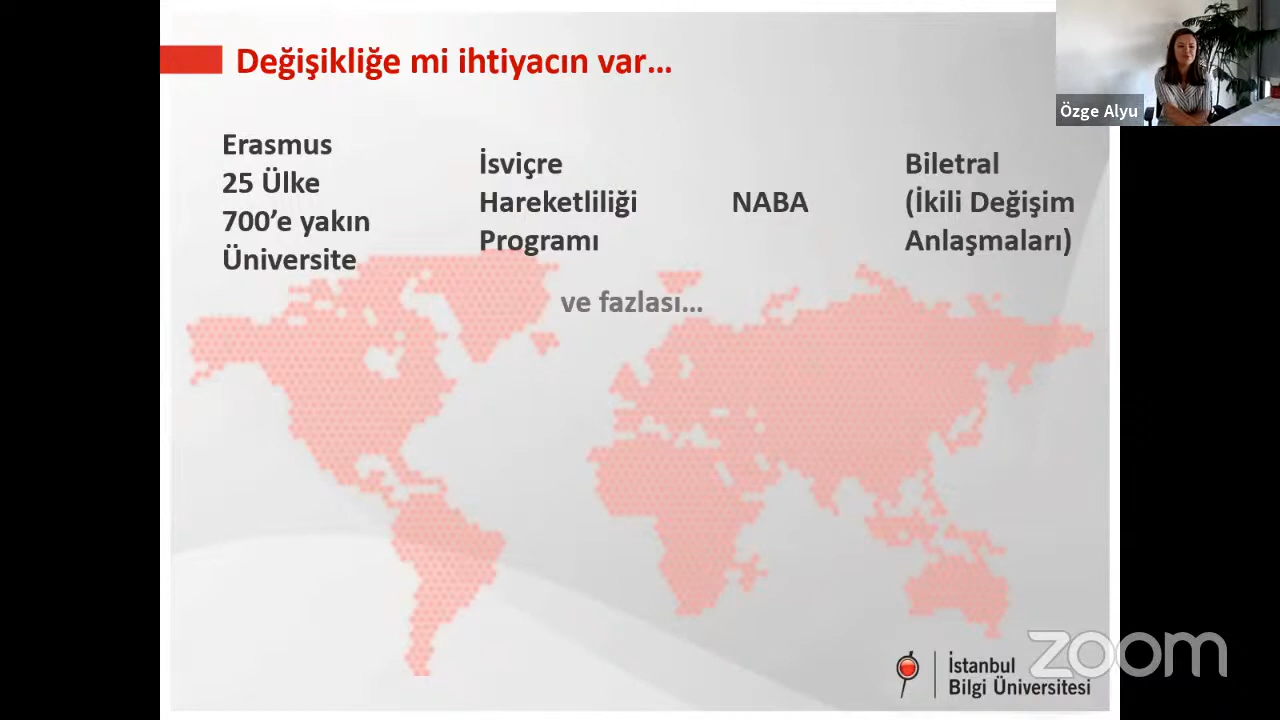 Değişikliğe mi ihtiyacın var...
Özge Alyu
Erasmus
25 Ülke
700’e yakın
Üniversite
İsviçre
Hareketliliği
Programı
NABA
Biletral
(İkili Değişim
Anlaşmaları)
ve fazlası...
İstanbul
Bilgi Üniversitesi
zoom